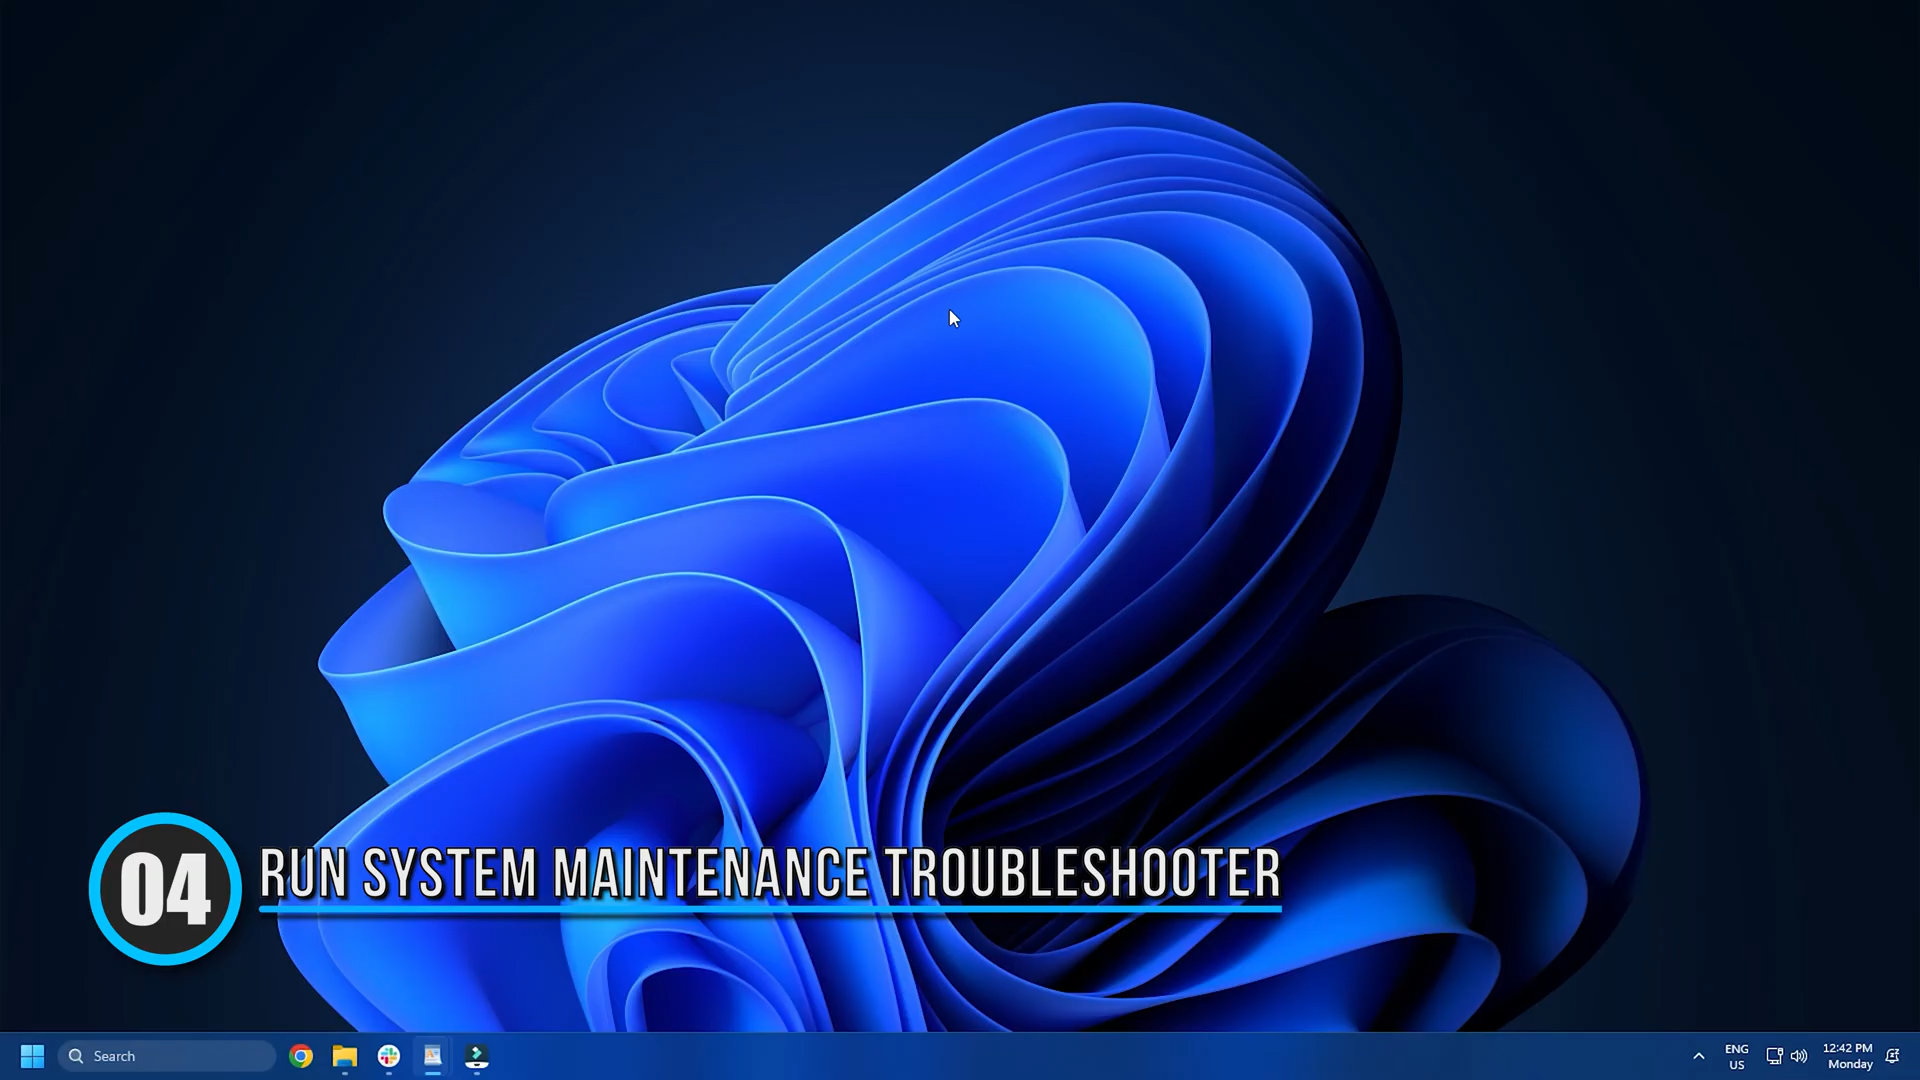 04
RUN SYSTEM MAINTENANCE TROUBLESHOOTER
Search
ENG
US
12:42 PM
Monday